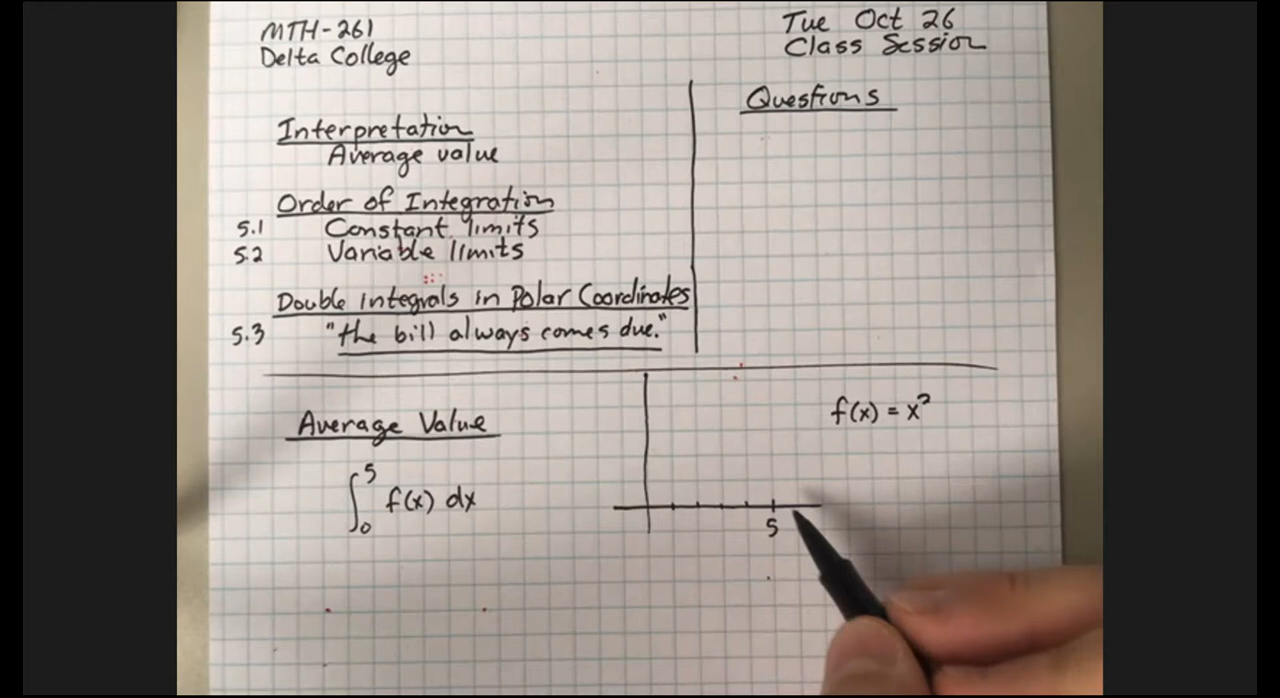 MTH-261
Delta College
Tue Oct 26
Class Session
Interpretation
Average value
Order of Integration
5.1 Constant limits
5.2 Variable limits
Double integrals in Polar Coordinates
5.3 "the bill always comes due."
Questions
Average Value
∫₀⁵ f(x) dx
f(x) = x²
5